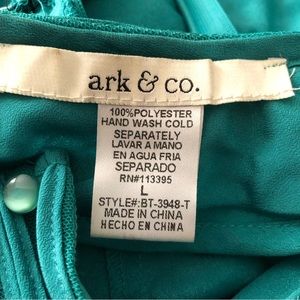 ark & co.
100%POLYESTER
HAND WASH COLD
SEPARATELY
LAVAR A MANO
EN AGUA FRIA
SEPARADO
RN#113395
L
STYLE#:BT-3948-T
MADE IN CHINA
HECHO EN CHINA